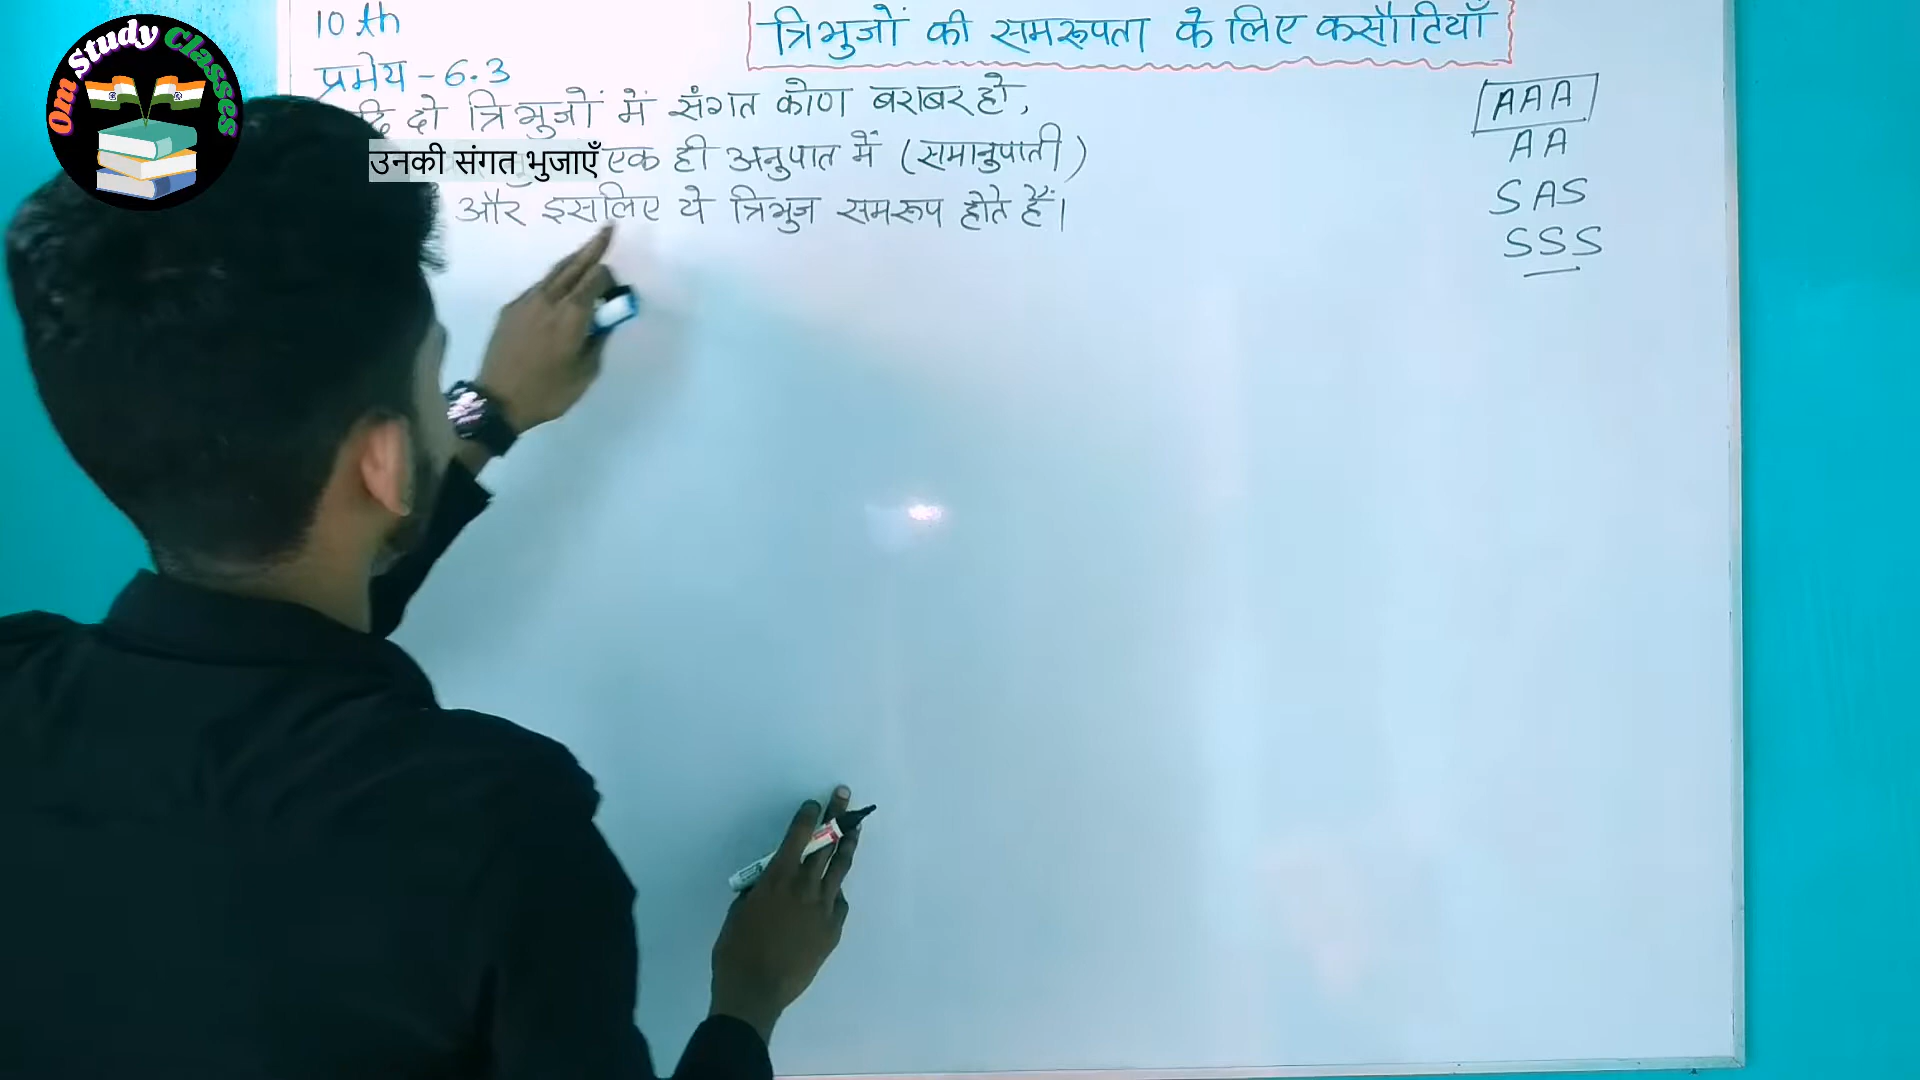 Om Study Classes
10 th
त्रिभुजों की समरूपता के लिए कसौटियाँ
प्रमेय - 6.3
दो त्रिभुजों में संगत कोण बराबर हो,
उनकी संगत भुजाएँ एक ही अनुपात में (समानुपाती)
और इसलिए ये त्रिभुज समरूप होते हैं।
AAA
AA
SAS
SSS